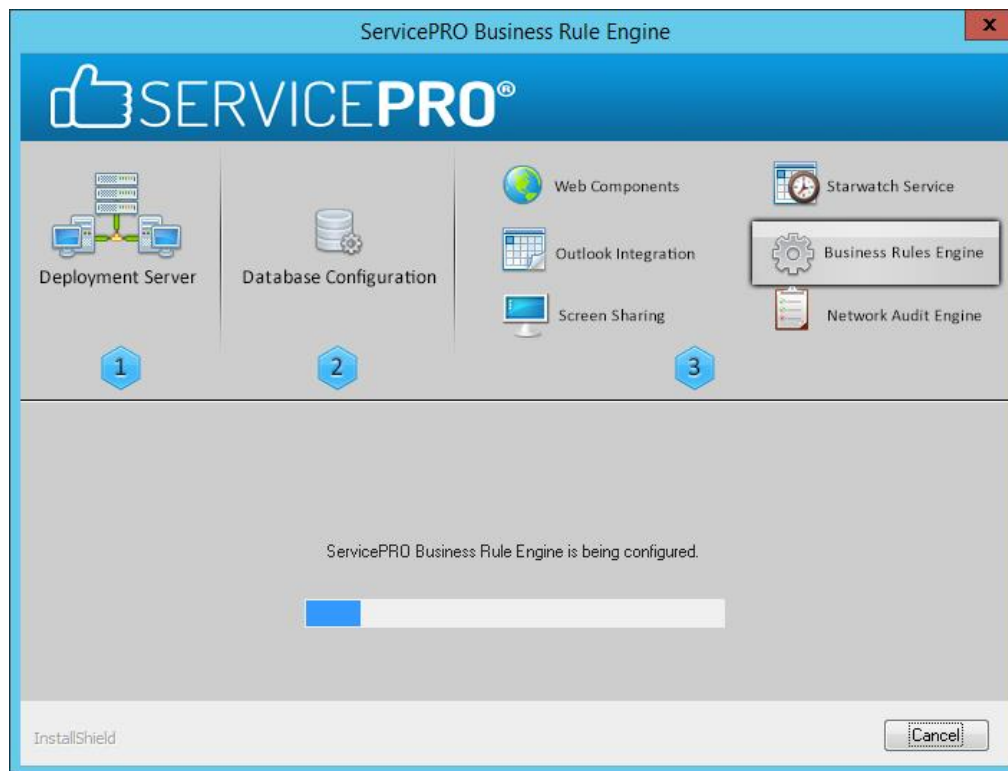 ServicePRO Business Rule Engine
x
SERVICEPRO®
Deployment Server
1
Database Configuration
2
Web Components
Outlook Integration
Screen Sharing
Starwatch Service
Business Rules Engine
Network Audit Engine
3
ServicePRO Business Rule Engine is being configured.
InstallShield
Cancel